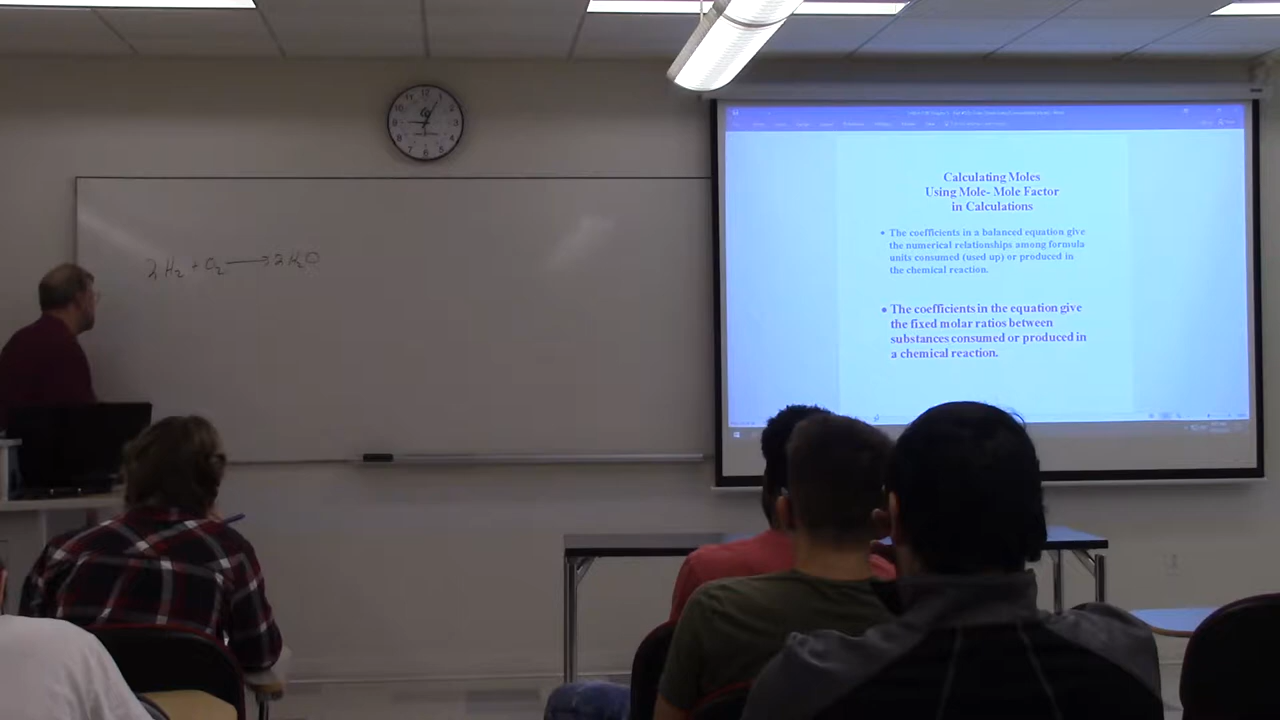 2H₂ + O₂ → 2H₂O
Calculating Moles
Using Mole- Mole Factor
in Calculations
• The coefficients in a balanced equation give
the numerical relationships among formula
units consumed (used up) or produced in
the chemical reaction.
• The coefficients in the equation give
the fixed molar ratios between
substances consumed or produced in
a chemical reaction.